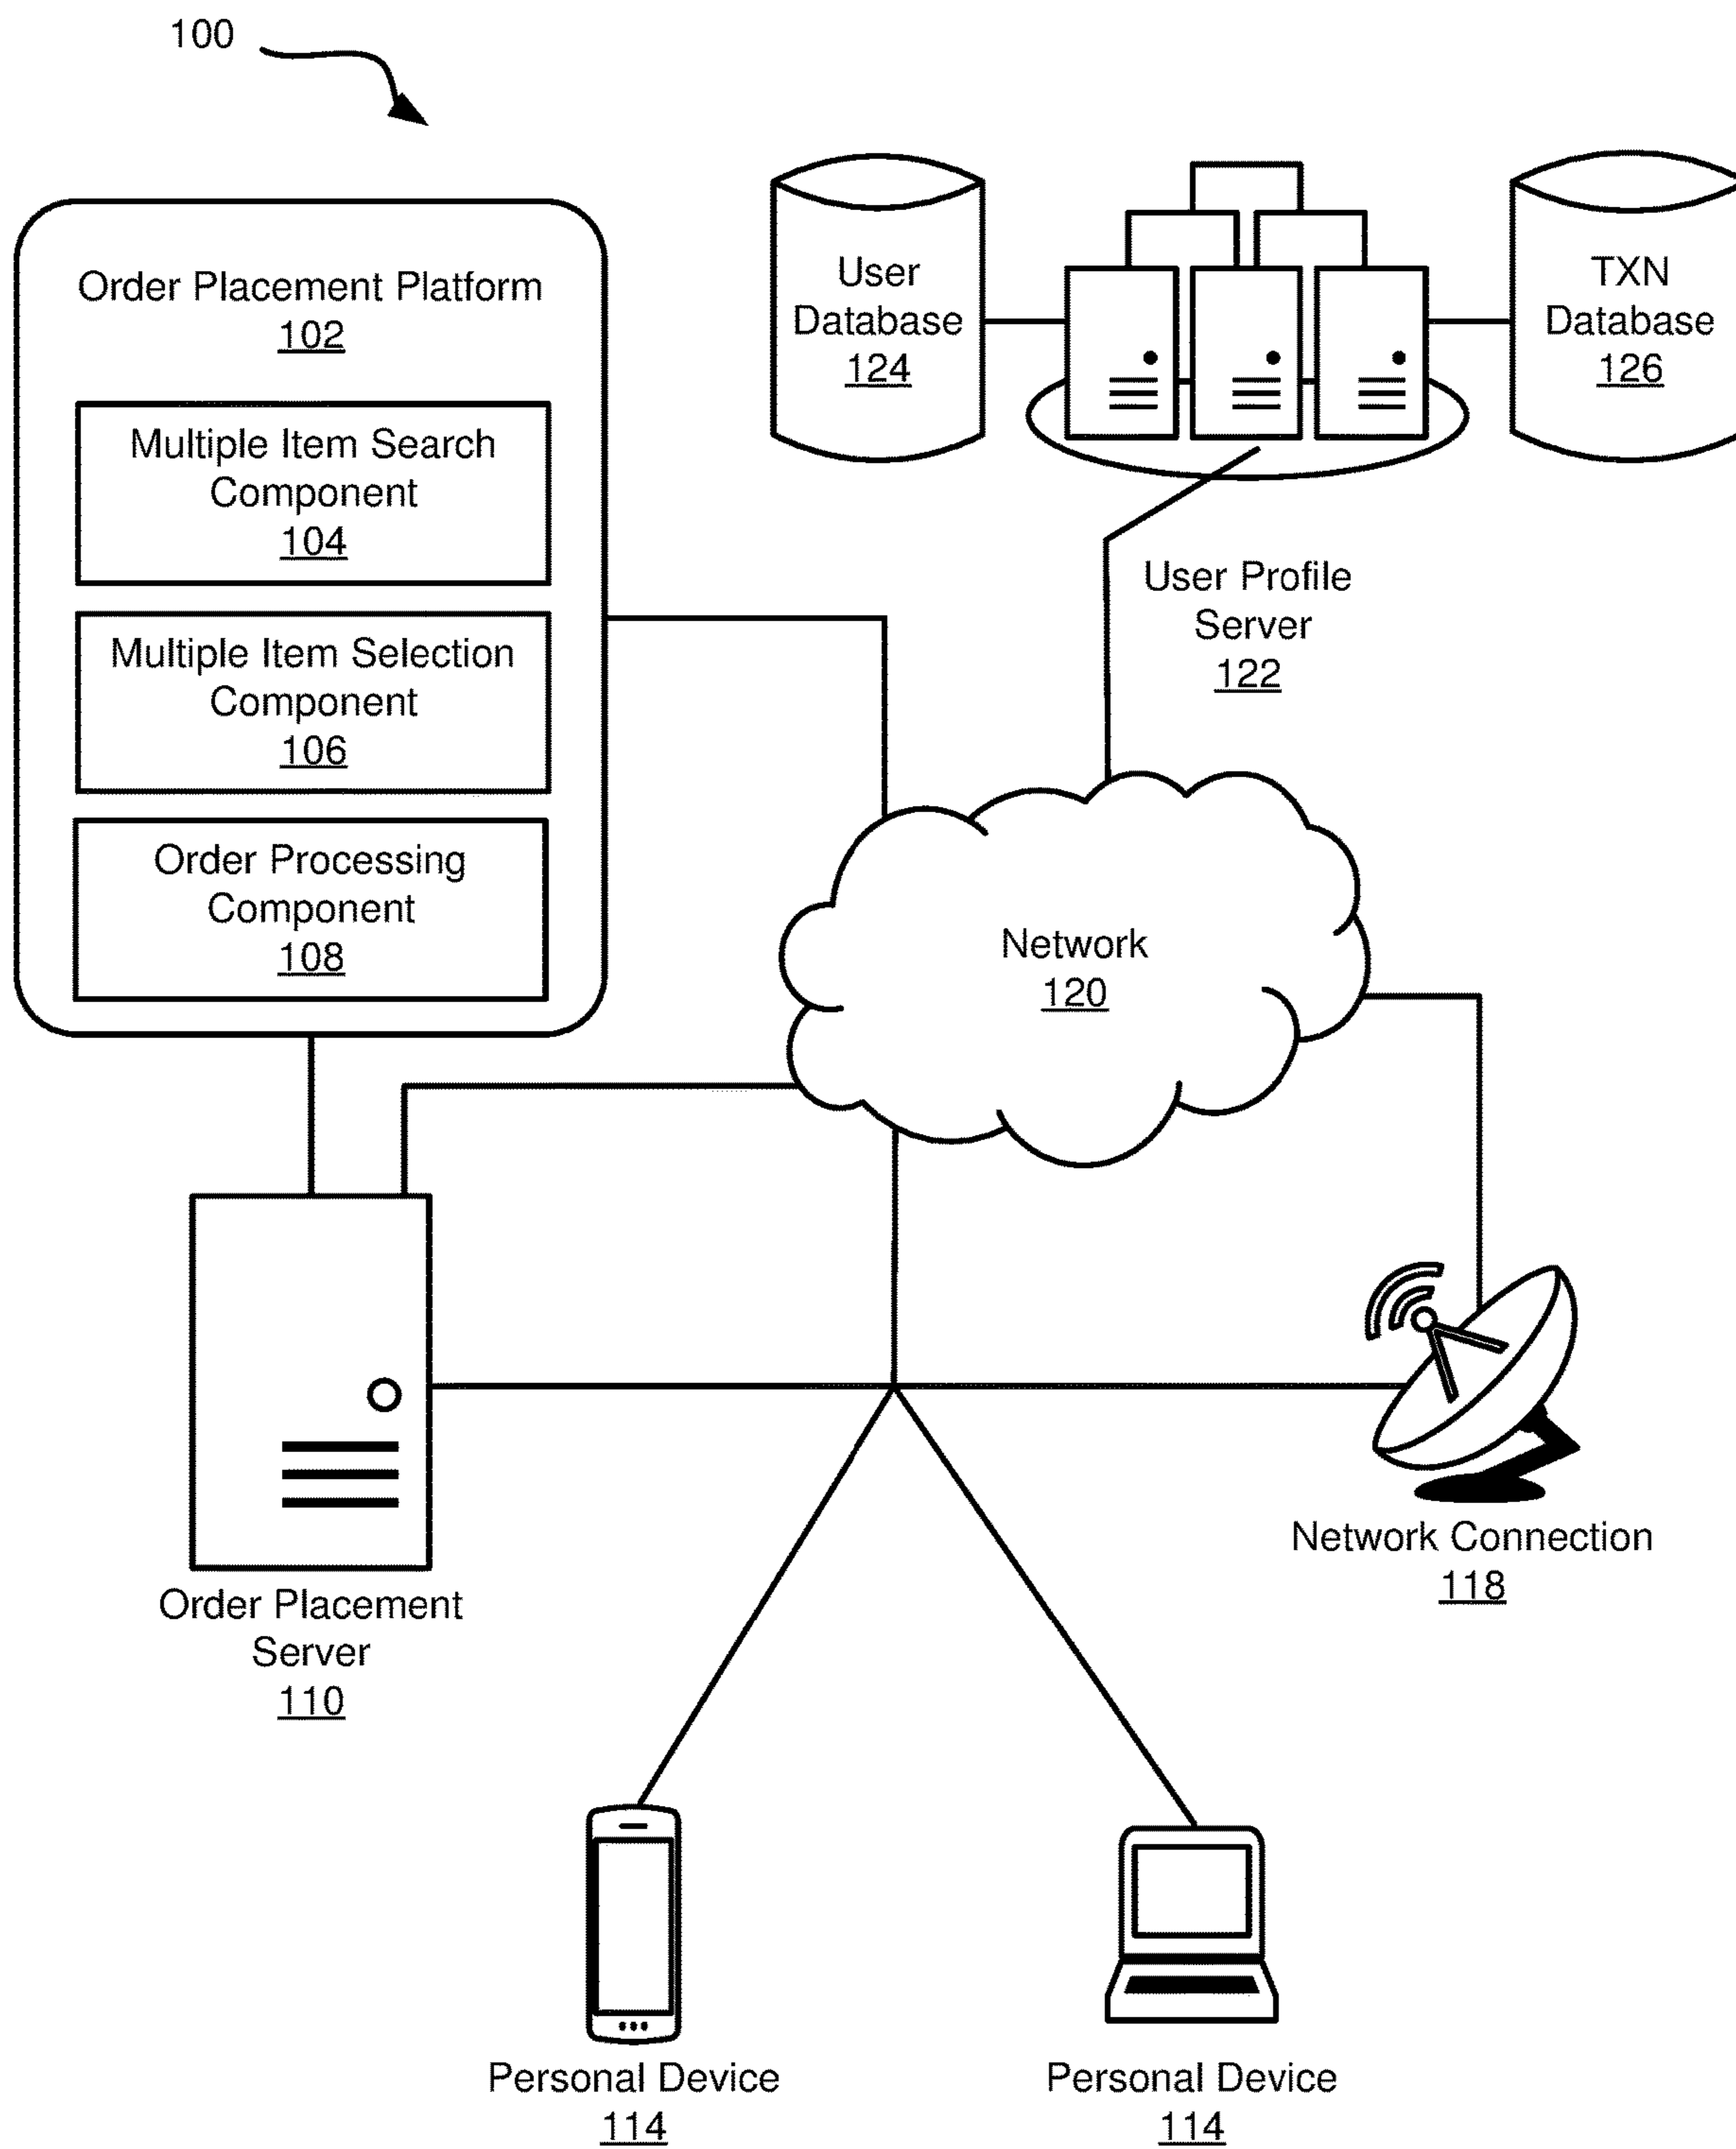 100
Order Placement Platform
102
Multiple Item Search
Component
104
Multiple Item Selection
Component
106
Order Processing
Component
108
User
Database
124
TXN
Database
126
User Profile
Server
122
Network
120
Network Connection
118
Order Placement
Server
110
Personal Device
114
Personal Device
114